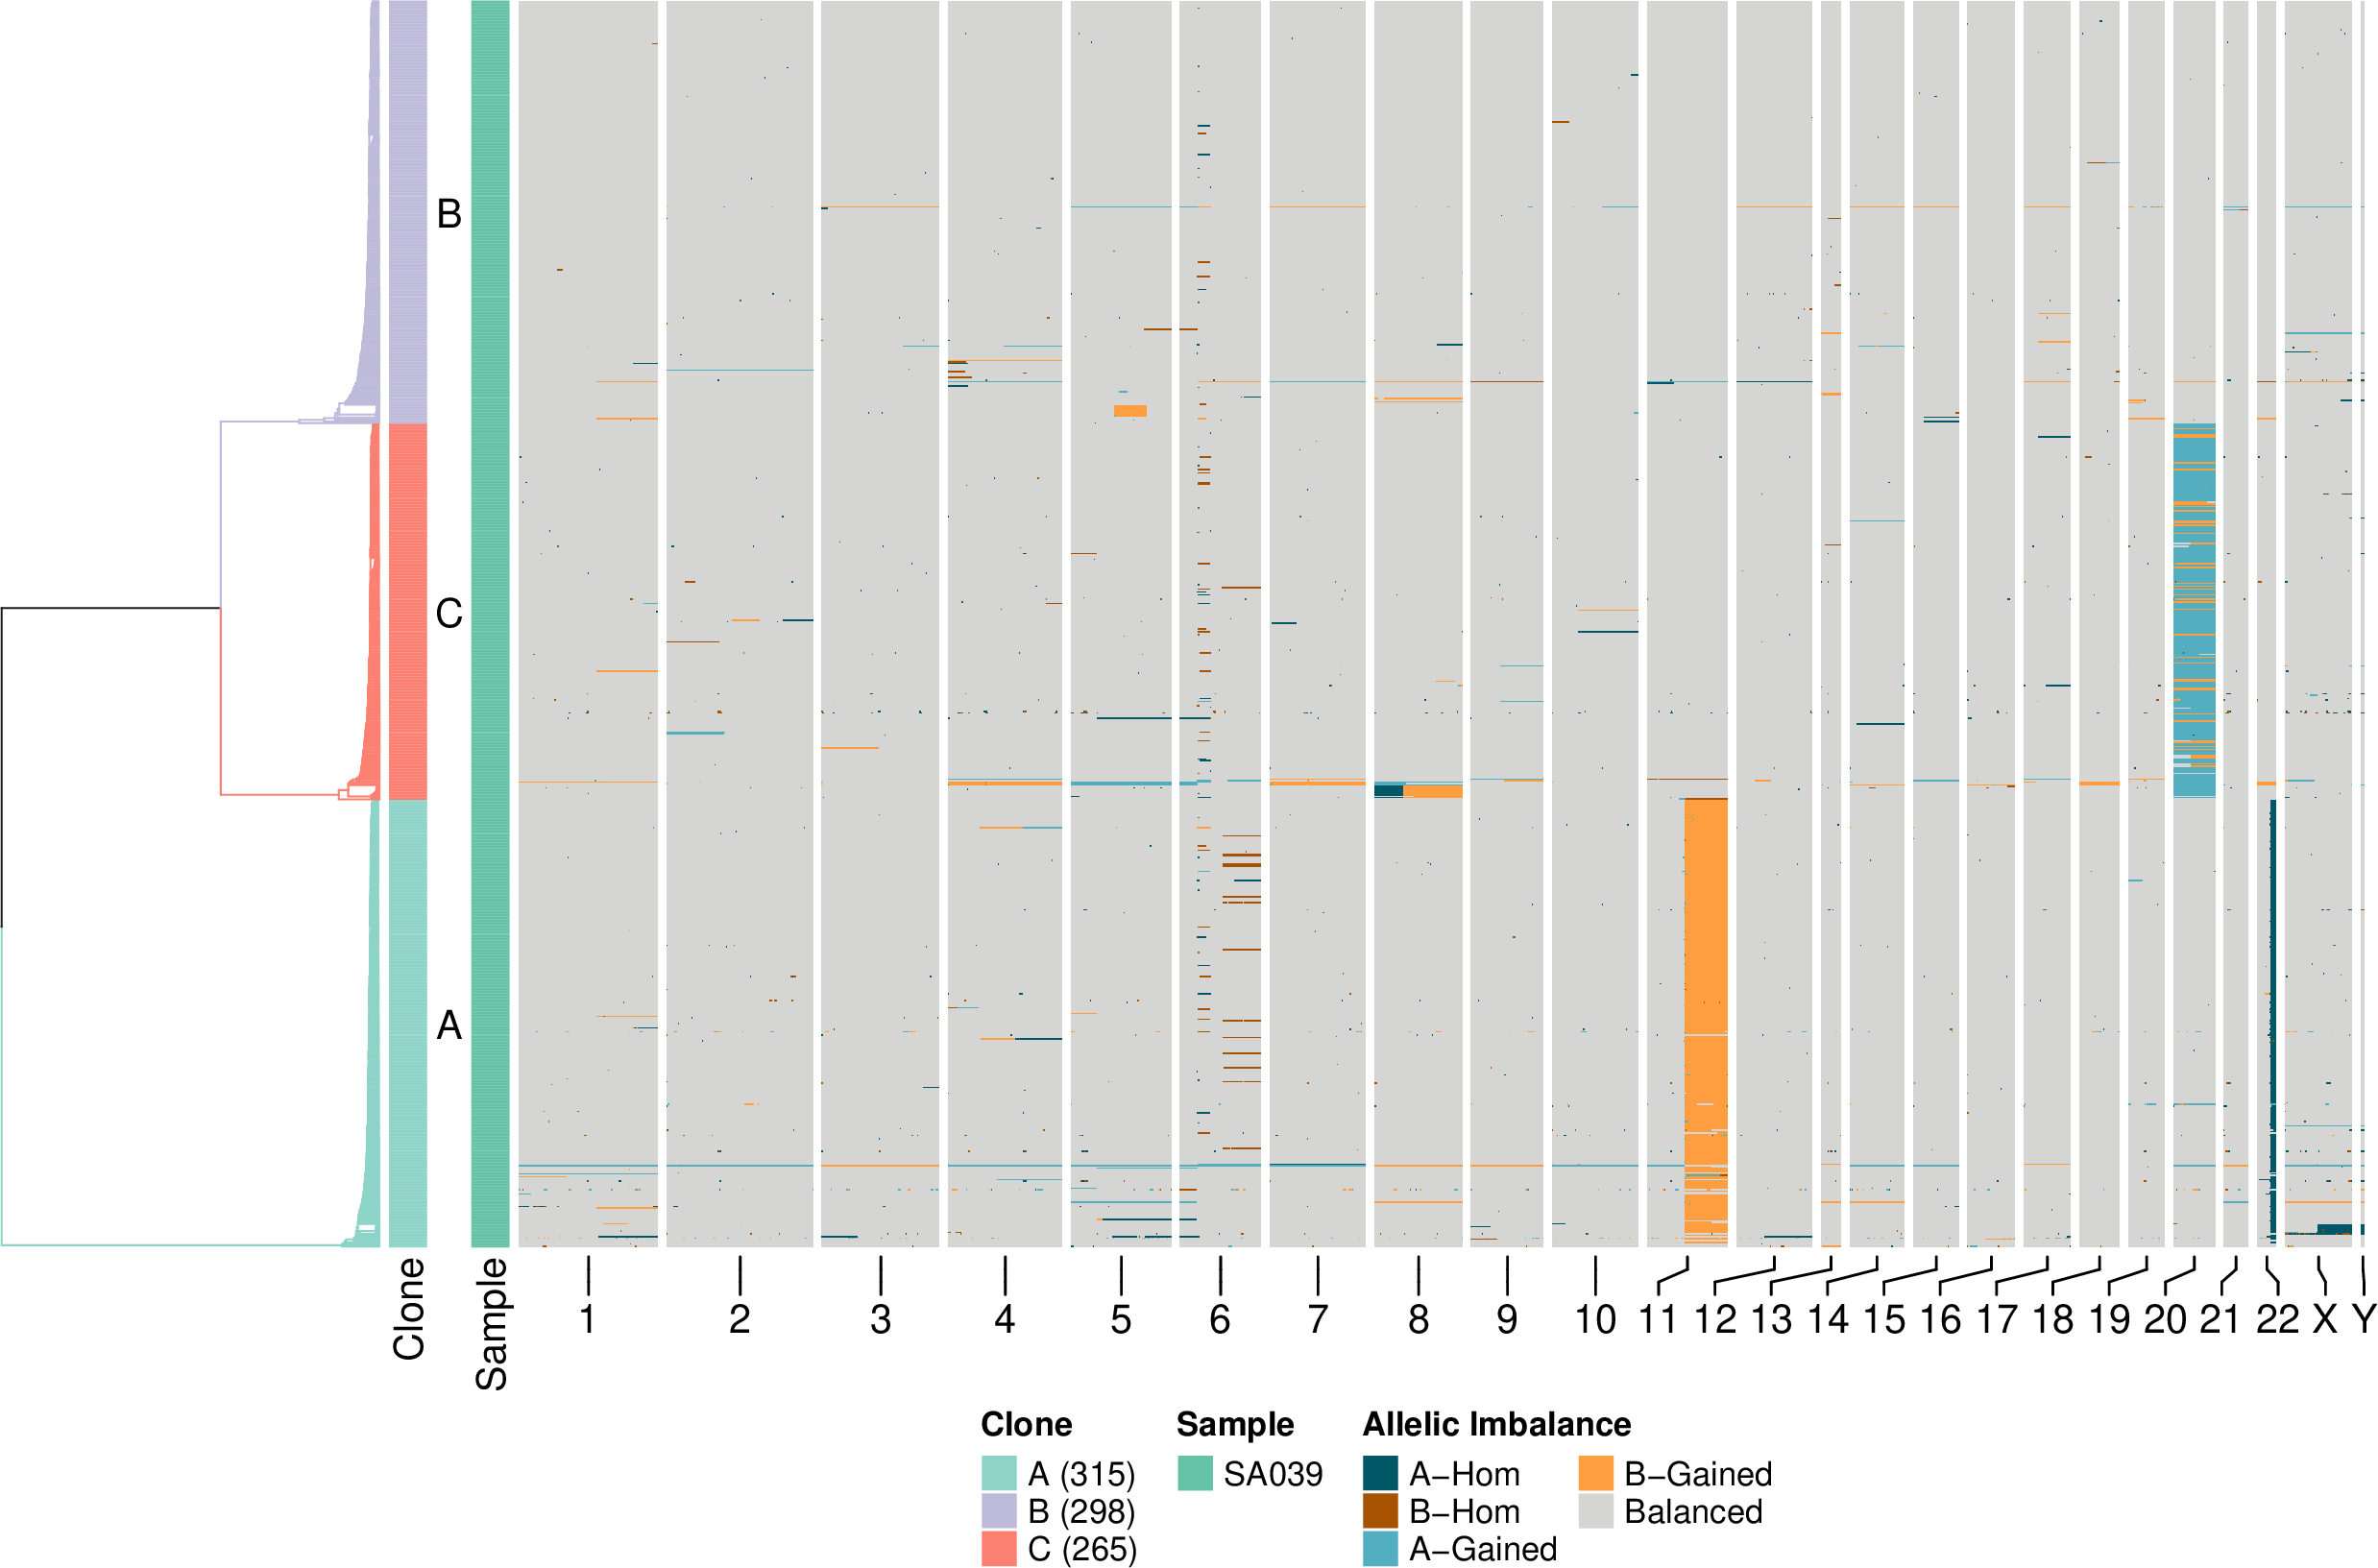 B
C
A
Clone
Sample
1 2 3 4 5 6 7 8 9 10 11 12 13 14 15 16 17 18 19 20 21 22 X Y
Clone Sample Allelic Imbalance
A (315) SA039 A−Hom B−Gained
B (298) B−Hom Balanced
C (265) A−Gained